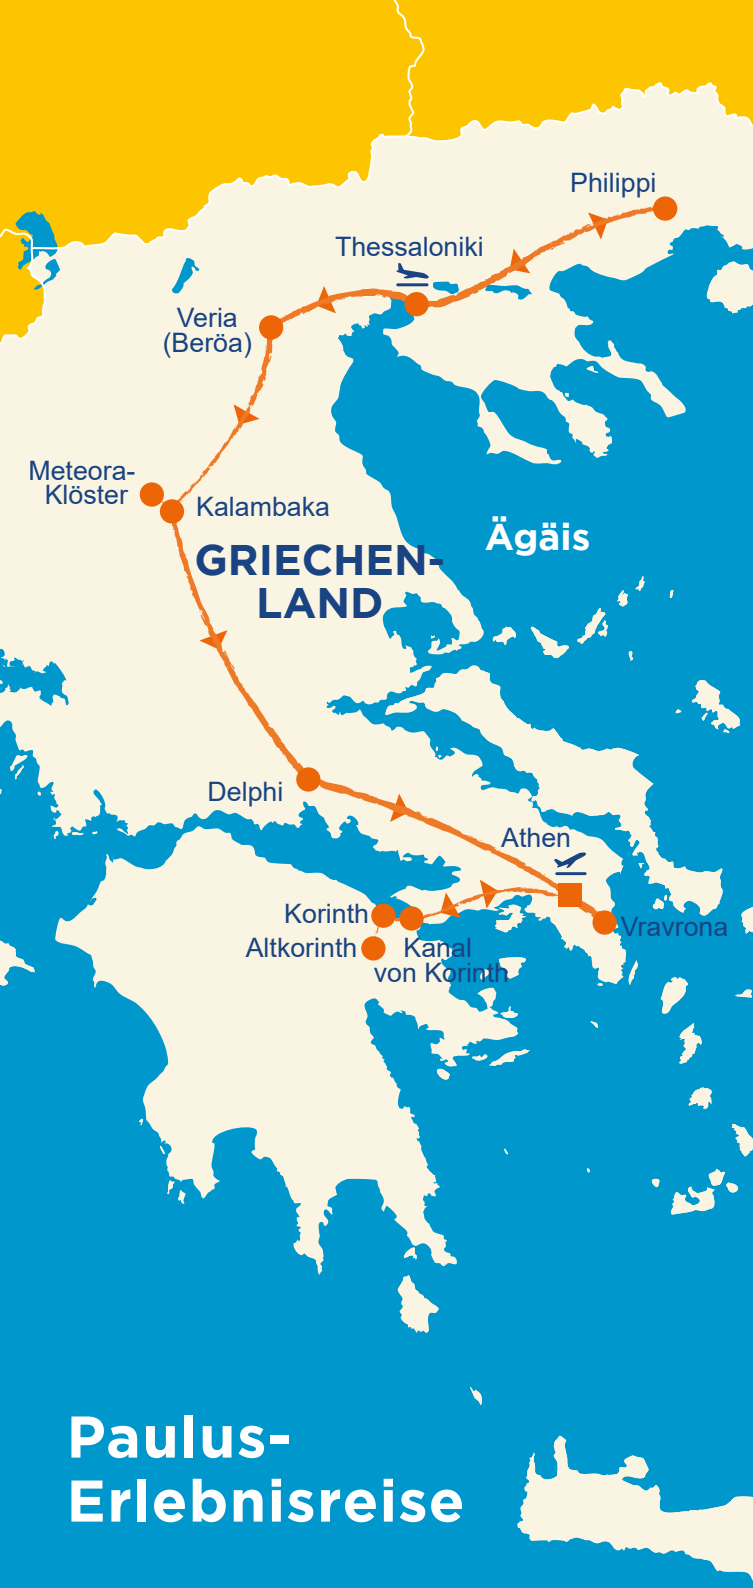 Philippi
Thessaloniki
Veria
(Beröa)
Meteora-
Klöster
Kalambaka
Ägäis
GRIECHEN-
LAND
Delphi
Athen
Korinth
Vravrona
Altkorinth
Kanal
von Korinth
Paulus-
Erlebnisreise